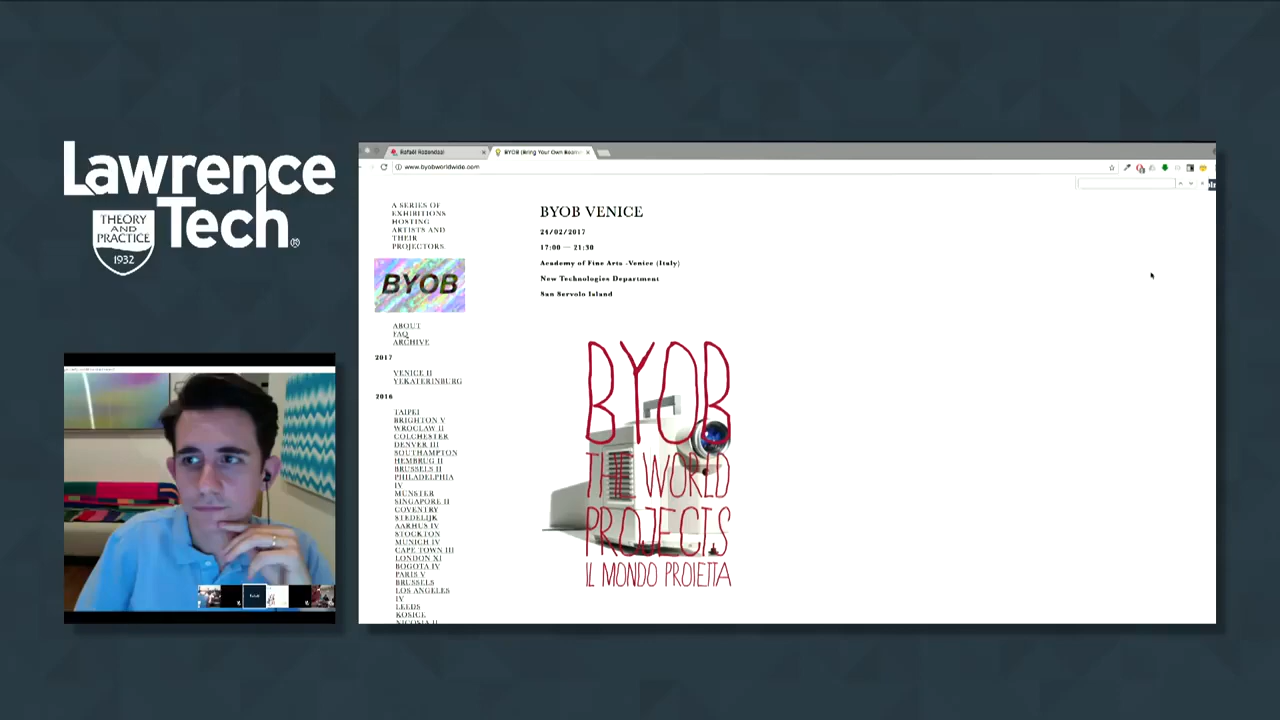 Lawrence
Tech®
THEORY
AND
PRACTICE
1932
BYOB (Bring Your Own Beame
www.byobworldwide.com
A SERIES OF
EXHIBITIONS
HOSTING
ARTISTS AND
THEIR
PROJECTORS.
BYOB
ABOUT
FAQ
ARCHIVE
2017
VENICE II
YEKATERINBURG
2016
TAIPEI
BRIGHTON V
WROCLAW II
COLCHESTER
DENVER III
SOUTHAMPTON
HEMBRUG II
BRUSSELS II
PHILADELPHIA
IV
MUNSTER
SINGAPORE II
COVENTRY
STEDELIJK
AARHUS IV
STOCKTON
MUNICH IV
CAPE TOWN III
LONDON XI
BOGOTA IV
PARIS V
BRUSSELS
LOS ANGELES
IV
LEEDS
KOSICE
BYOB VENICE
24/02/2017
17:00 — 21:30
Academy of Fine Arts -Venice (Italy)
New Technologies Department
San Servolo Island
BYOB
THE WORLD
PROJECTS
IL MONDO PROIETTA